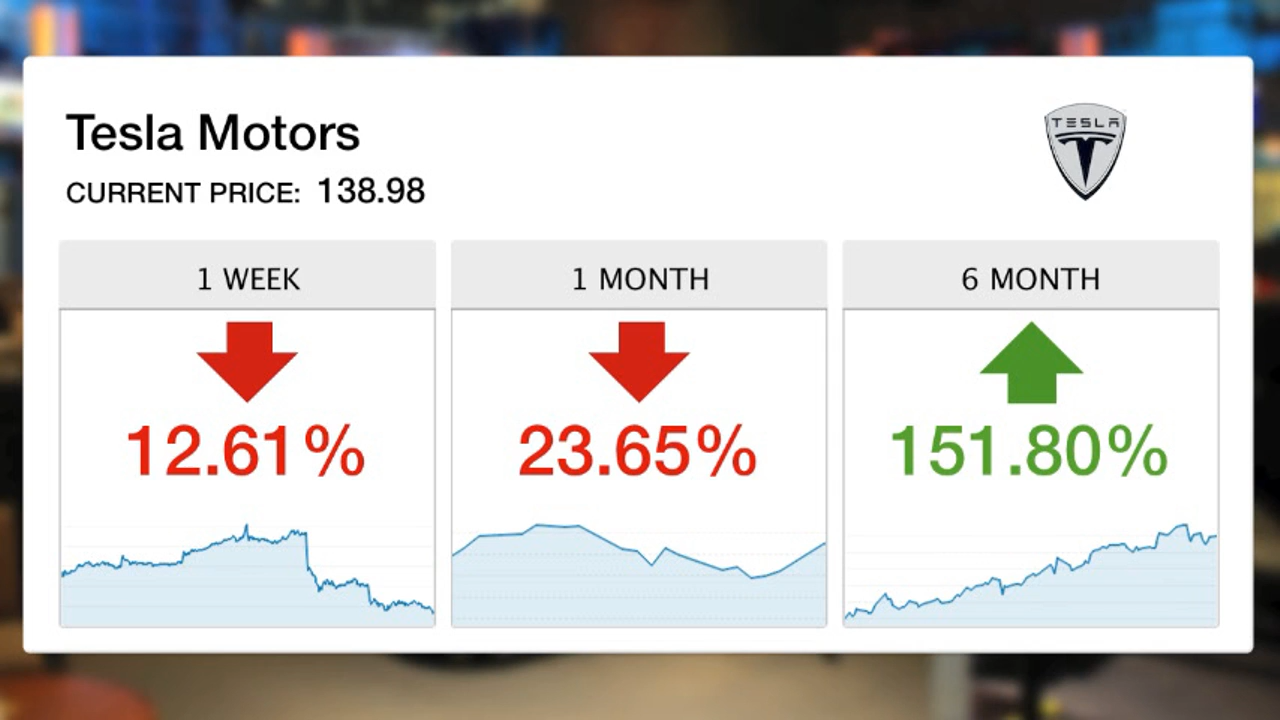 Tesla Motors
CURRENT PRICE: 138.98
TESLA
1 WEEK
1 MONTH
6 MONTH
12.61%
23.65%
151.80%